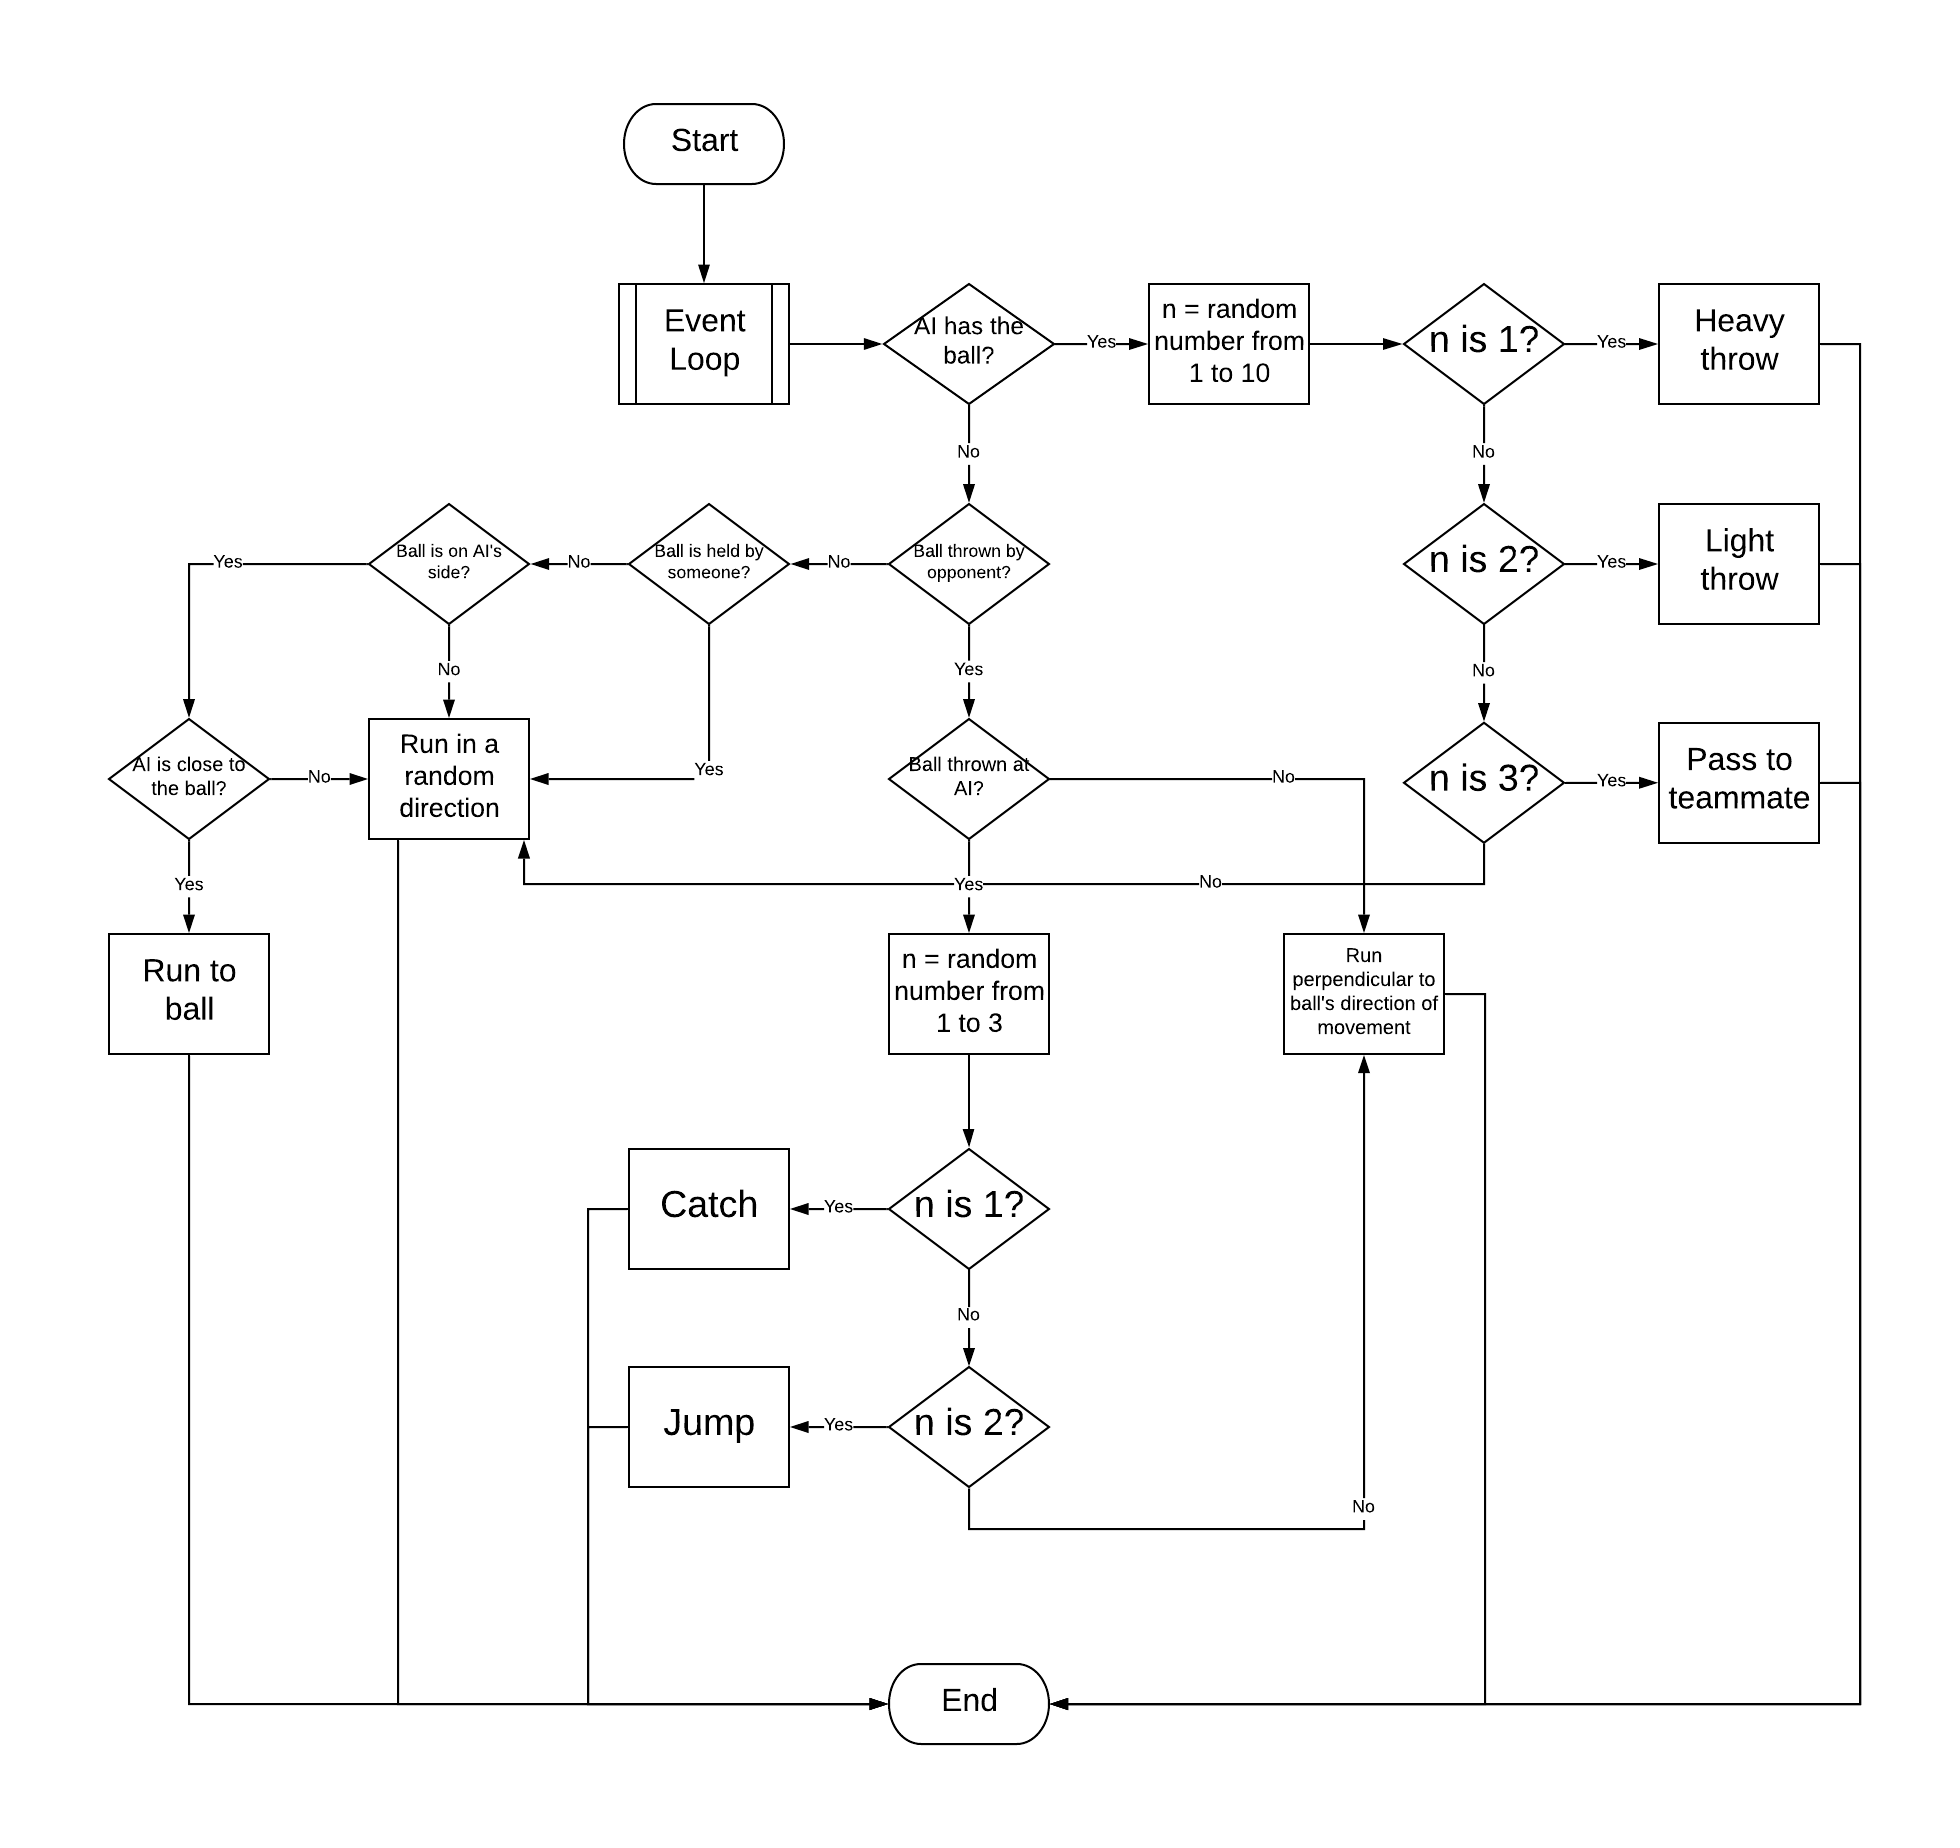 Start
Event
Loop
AI has the
ball?
Yes
n = random
number from
1 to 10
n is 1?
Yes
Heavy
throw
No
No
Ball is on AI's
side?
Yes
No
Ball is held by
someone?
No
Ball thrown by
opponent?
n is 2?
Yes
Light
throw
No
Yes
No
AI is close to
the ball?
No
Run in a
random
direction
Yes
Ball thrown at
AI?
No
n is 3?
Yes
Pass to
teammate
Yes
Yes
No
Run to
ball
n = random
number from
1 to 3
Run
perpendicular to
ball's direction of
movement
Catch
Yes
n is 1?
No
Jump
Yes
n is 2?
No
End